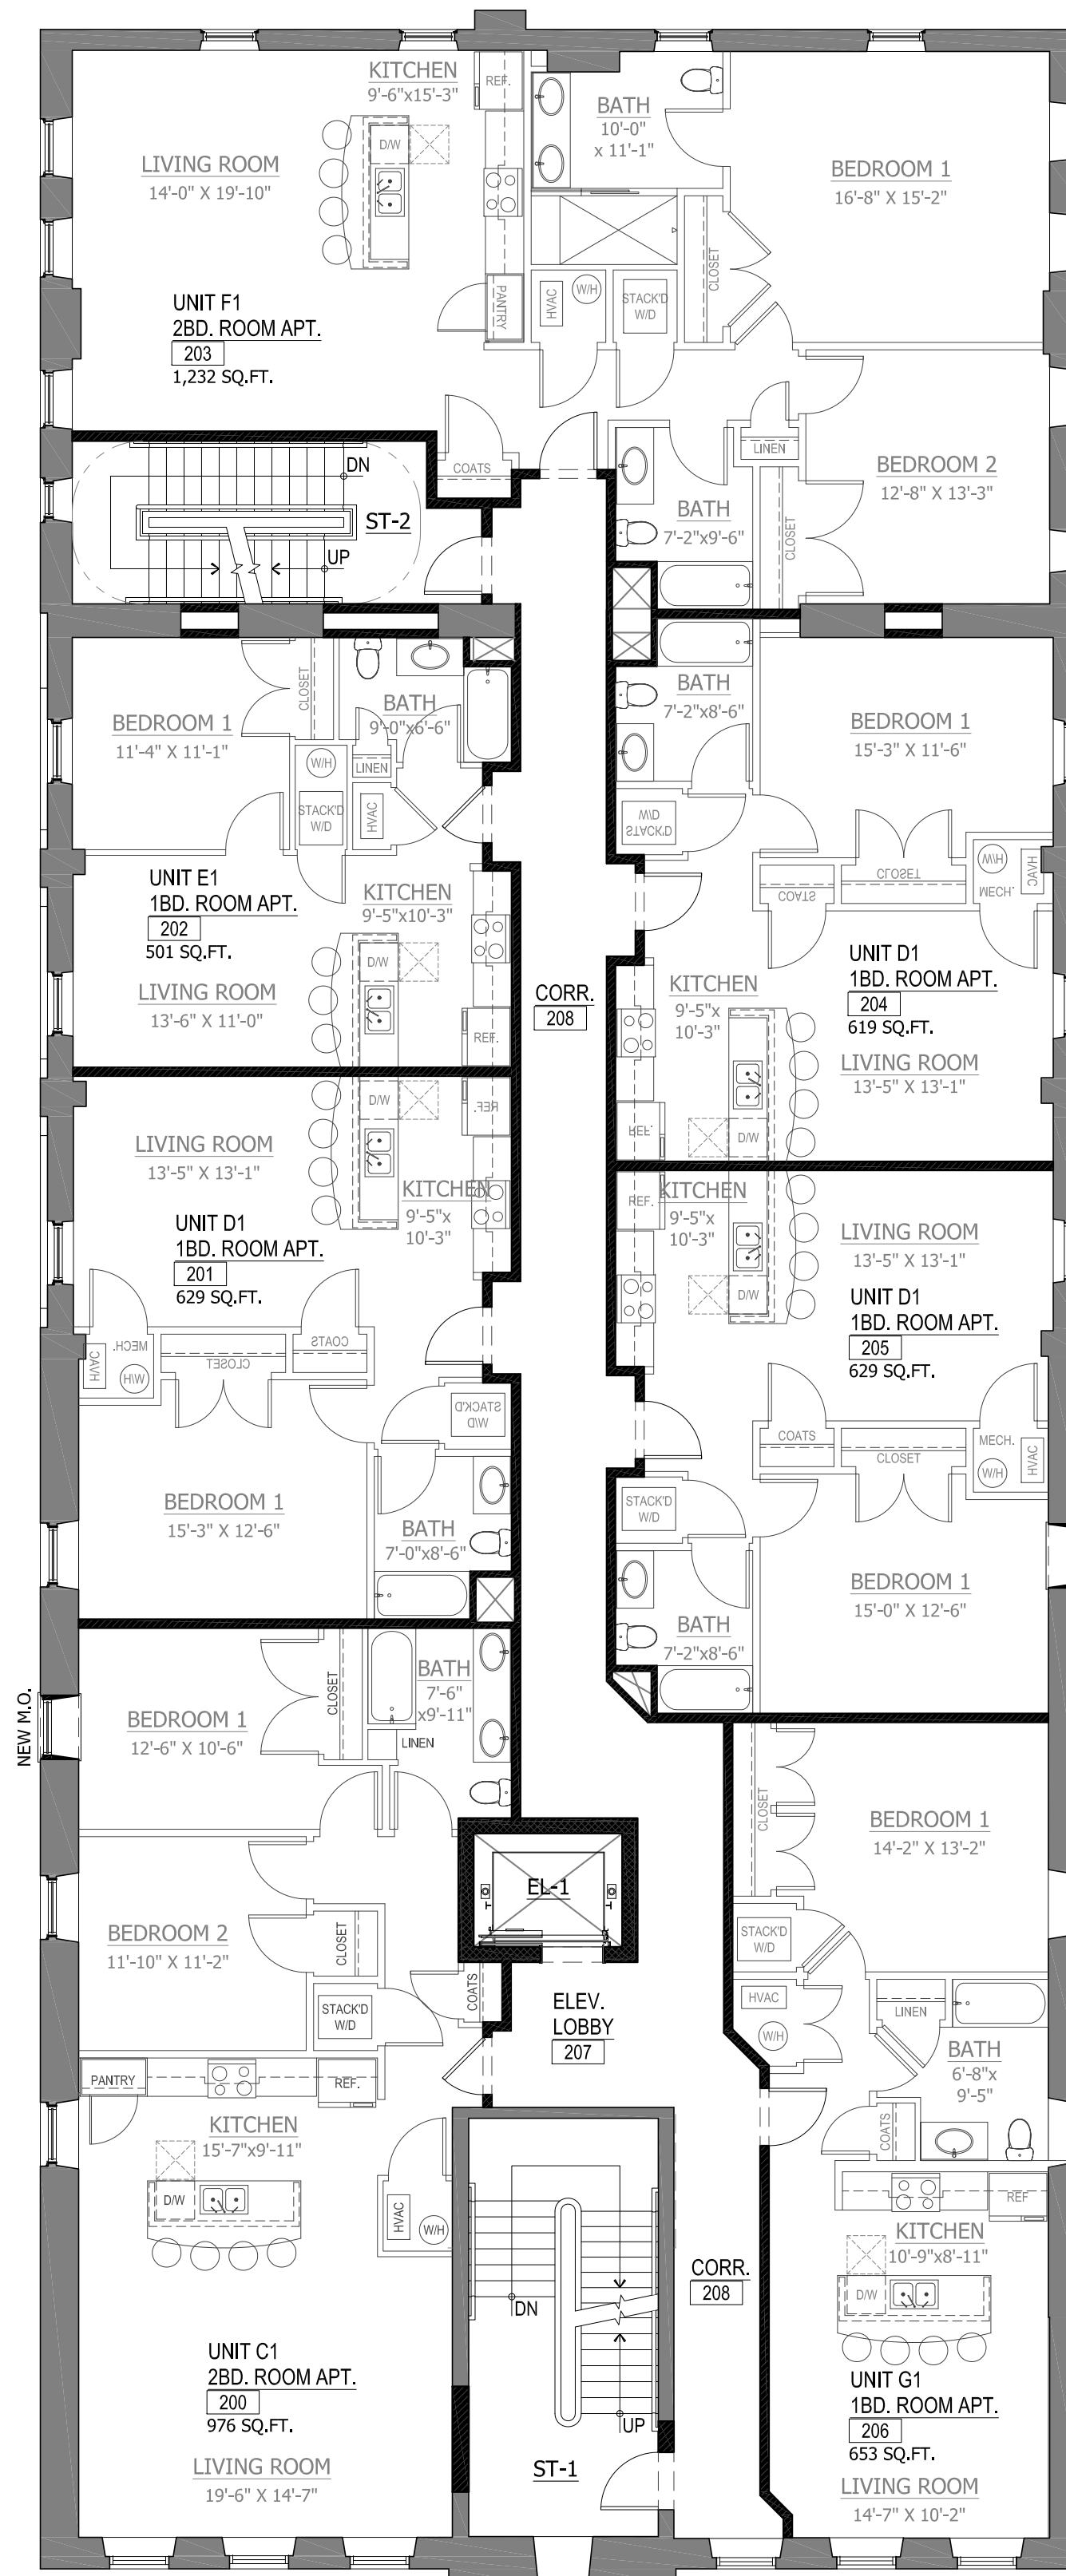 KITCHEN
9'-6"x15'-3"
REF.
D/W
LIVING ROOM
14'-0" X 19'-10"
BATH
10'-0"
x 11'-1"
BEDROOM 1
16'-8" X 15'-2"
CLOSET
PANTRY
HVAC
W/H
STACK'D
W/D
UNIT F1
2BD. ROOM APT.
203
1,232 SQ.FT.
COATS
LINEN
DN
ST-2
UP
BEDROOM 2
12'-8" X 13'-3"
CLOSET
BATH
7'-2"x9'-6"
BEDROOM 1
11'-4" X 11'-1"
CLOSET
BATH
9'-0"x6'-6"
LINEN
W/H
STACK'D
W/D
HVAC
BATH
7'-2"x8'-6"
BEDROOM 1
15'-3" X 11'-6"
STACK'D
W/D
COATS
CLOSET
W/H
MECH.
HVAC
UNIT E1
1BD. ROOM APT.
202
501 SQ.FT.
KITCHEN
9'-5"x10'-3"
D/W
REF.
LIVING ROOM
13'-6" X 11'-0"
CORR.
208
KITCHEN
9'-5"x
10'-3"
UNIT D1
1BD. ROOM APT.
204
619 SQ.FT.
LIVING ROOM
13'-5" X 13'-1"
REF.
D/W
LIVING ROOM
13'-5" X 13'-1"
D/W
REF.
KITCHEN
9'-5"x
10'-3"
UNIT D1
1BD. ROOM APT.
201
629 SQ.FT.
MECH.
HVAC
W/H
CLOSET
COATS
STACK'D
W/D
REF.
KITCHEN
9'-5"x
10'-3"
D/W
LIVING ROOM
13'-5" X 13'-1"
UNIT D1
1BD. ROOM APT.
205
629 SQ.FT.
COATS
CLOSET
MECH.
W/H
HVAC
STACK'D
W/D
BEDROOM 1
15'-3" X 12'-6"
BATH
7'-0"x8'-6"
BEDROOM 1
15'-0" X 12'-6"
BATH
7'-2"x8'-6"
NEW M.O.
BEDROOM 1
12'-6" X 10'-6"
CLOSET
BATH
7'-6"
x9'-11"
LINEN
BEDROOM 2
11'-10" X 11'-2"
CLOSET
STACK'D
W/D
COATS
EL-1
ELEV.
LOBBY
207
CLOSET
BEDROOM 1
14'-2" X 13'-2"
STACK'D
W/D
HVAC
W/H
LINEN
BATH
6'-8"x
9'-5"
COATS
PANTRY
REF.
KITCHEN
15'-7"x9'-11"
D/W
HVAC
W/H
UNIT C1
2BD. ROOM APT.
200
976 SQ.FT.
LIVING ROOM
19'-6" X 14'-7"
DN
UP
ST-1
CORR.
208
REF
KITCHEN
10'-9"x8'-11"
D/W
UNIT G1
1BD. ROOM APT.
206
653 SQ.FT.
LIVING ROOM
14'-7" X 10'-2"